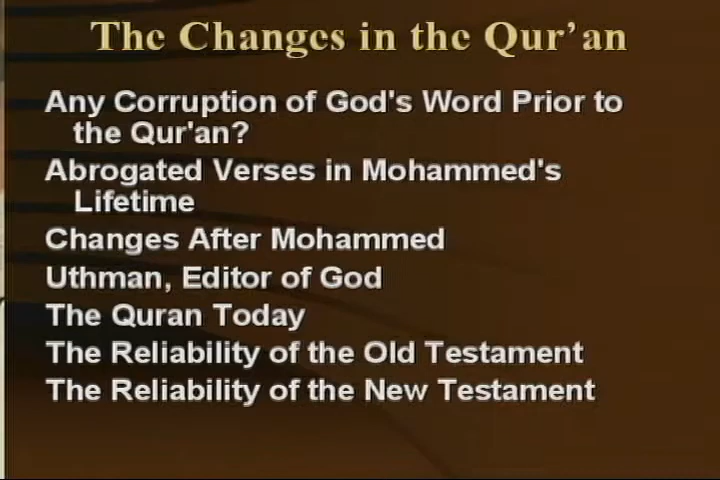 The Changes in the Qur’an
Any Corruption of God's Word Prior to
the Qur'an?
Abrogated Verses in Mohammed's
Lifetime
Changes After Mohammed
Uthman, Editor of God
The Quran Today
The Reliability of the Old Testament
The Reliability of the New Testament